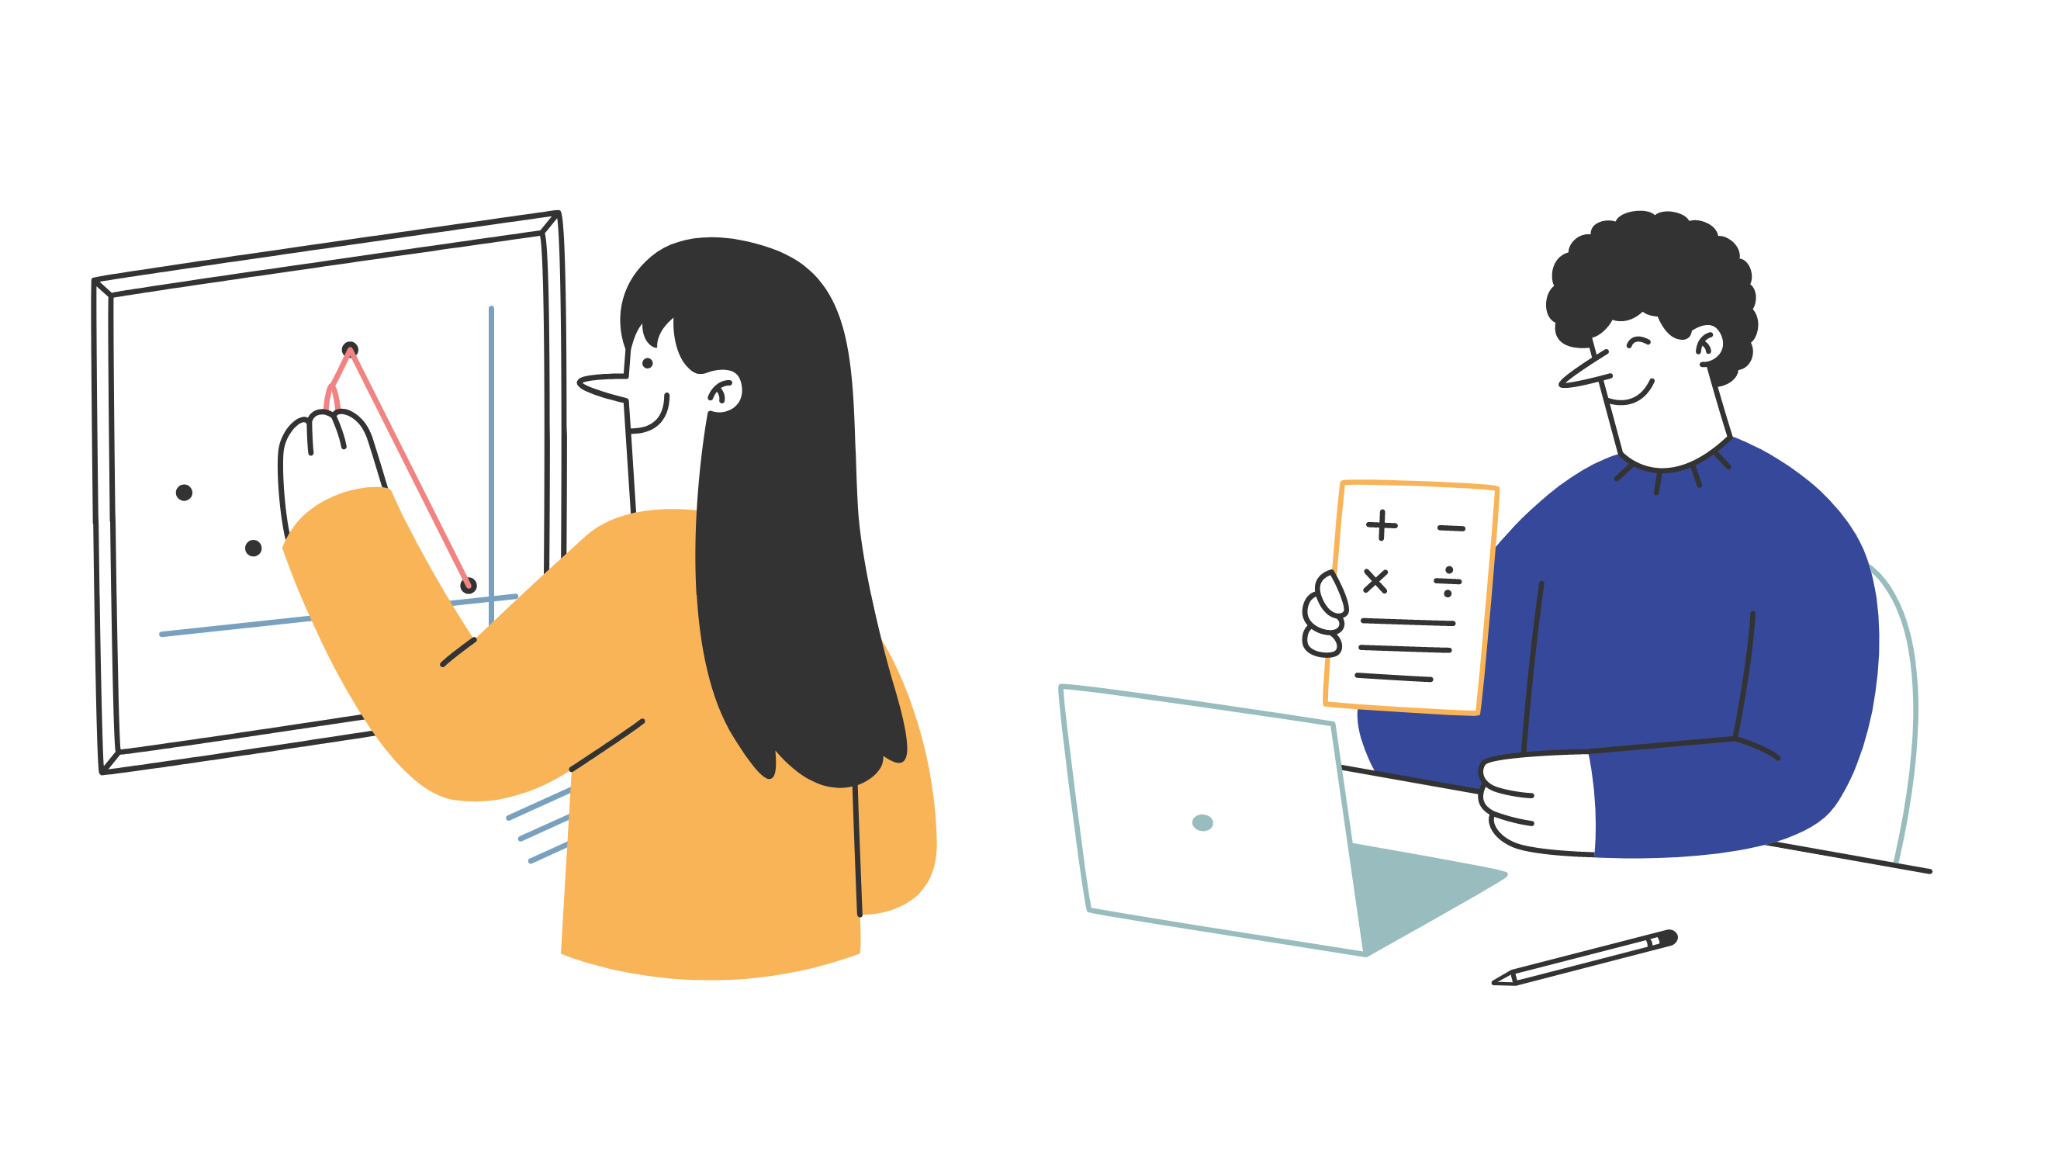 + −
× ÷